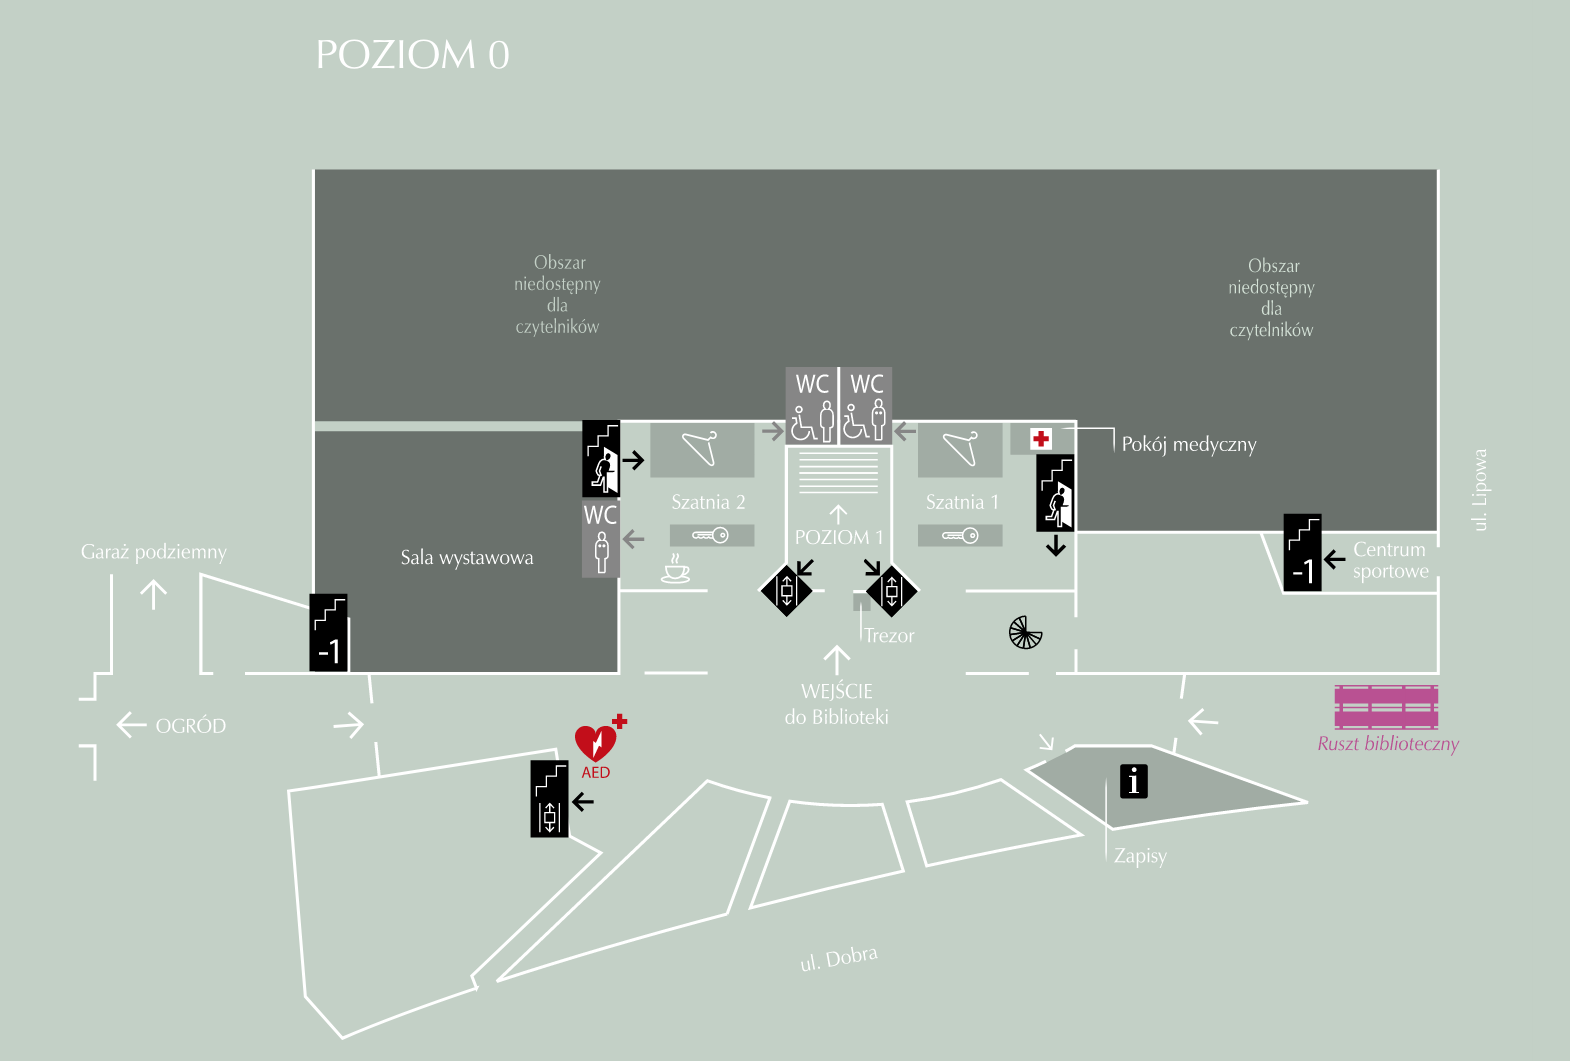 POZIOM 0
Obszar
niedostępny
dla
czytelników
Obszar
niedostępny
dla
czytelników
WC
WC
Pokój medyczny
Szatnia 2
Szatnia 1
WC
POZIOM 1
ul. Lipowa
Garaż podziemny
Sala wystawowa
Centrum
sportowe
-1
-1
Trezor
WEJŚCIE
do Biblioteki
OGRÓD
Ruszt biblioteczny
AED
i
Zapisy
ul. Dobra